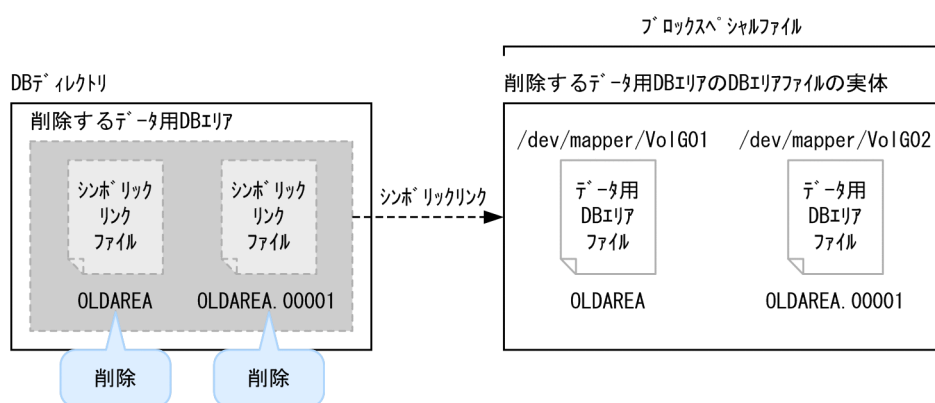 ﾌﾞﾛｯｸｽﾍﾟｼｬﾙﾌｧｲﾙ
DBﾃﾞｨﾚｸﾄﾘ
削除するﾃﾞｰﾀ用DBｴﾘｱ
シンﾎﾞﾘｯｸ
ﾘﾝｸ
ﾌｧｲﾙ
OLDAREA
シンﾎﾞﾘｯｸ
ﾘﾝｸ
ﾌｧｲﾙ
OLDAREA.00001
削除
削除
ｼﾝﾎﾞﾘｯｸﾘﾝｸ
削除するﾃﾞｰﾀ用DBｴﾘｱのDBｴﾘｱﾌｧｲﾙの実体
/dev/mapper/VolG01
ﾃﾞｰﾀ用
DBｴﾘｱ
ﾌｧｲﾙ
OLDAREA
/dev/mapper/VolG02
ﾃﾞｰﾀ用
DBｴﾘｱ
ﾌｧｲﾙ
OLDAREA.00001